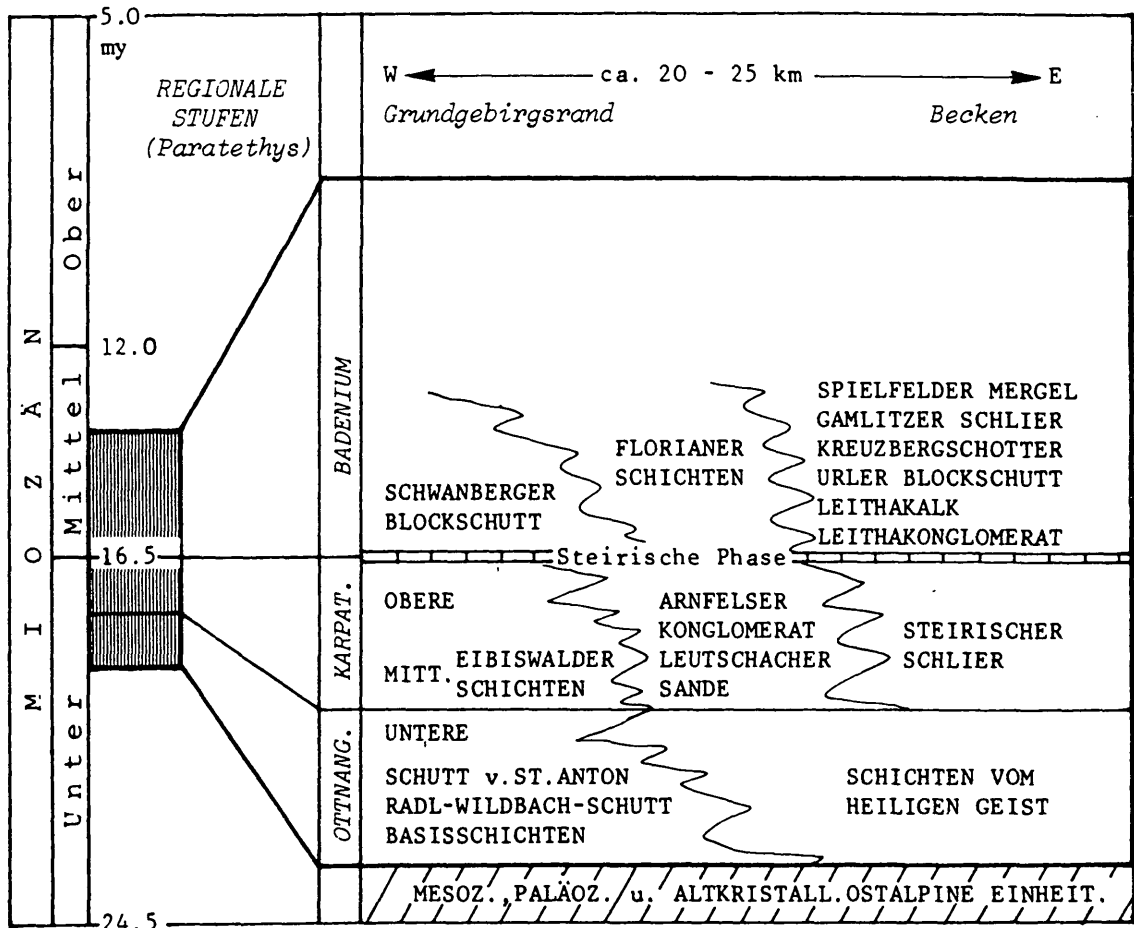 5.0
my
REGIONALE
STUFEN
(Paratethys)
W ca. 20 - 25 km E
Grundgebirgsrand Becken
MIOZÄN
Ober
Mittel
Unter
12.0
16.5
24.5
BADENIUM
KARPAT.
OTTNANG.
SCHWANBERGER
BLOCKSCHUTT
FLORIANER
SCHICHTEN
SPIELFELDER MERGEL
GAMLITZER SCHLIER
KREUZBERGSCHOTTER
URLER BLOCKSCHUTT
LEITHAKALK
LEITHAKONGLOMERAT
Steirische Phase
OBERE
MITT. EIBISWALDER
SCHICHTEN
ARNFELSER
KONGLOMERAT
LEUTSCHACHER
SANDE
STEIRISCHER
SCHLIER
UNTERE
SCHUTT v.ST.ANTON
RADL-WILDBACH-SCHUTT
BASISSCHICHTEN
SCHICHTEN VOM
HEILIGEN GEIST
MESOZ.,PALÄOZ. u. ALTKRISTALL.OSTALPINE EINHEIT.